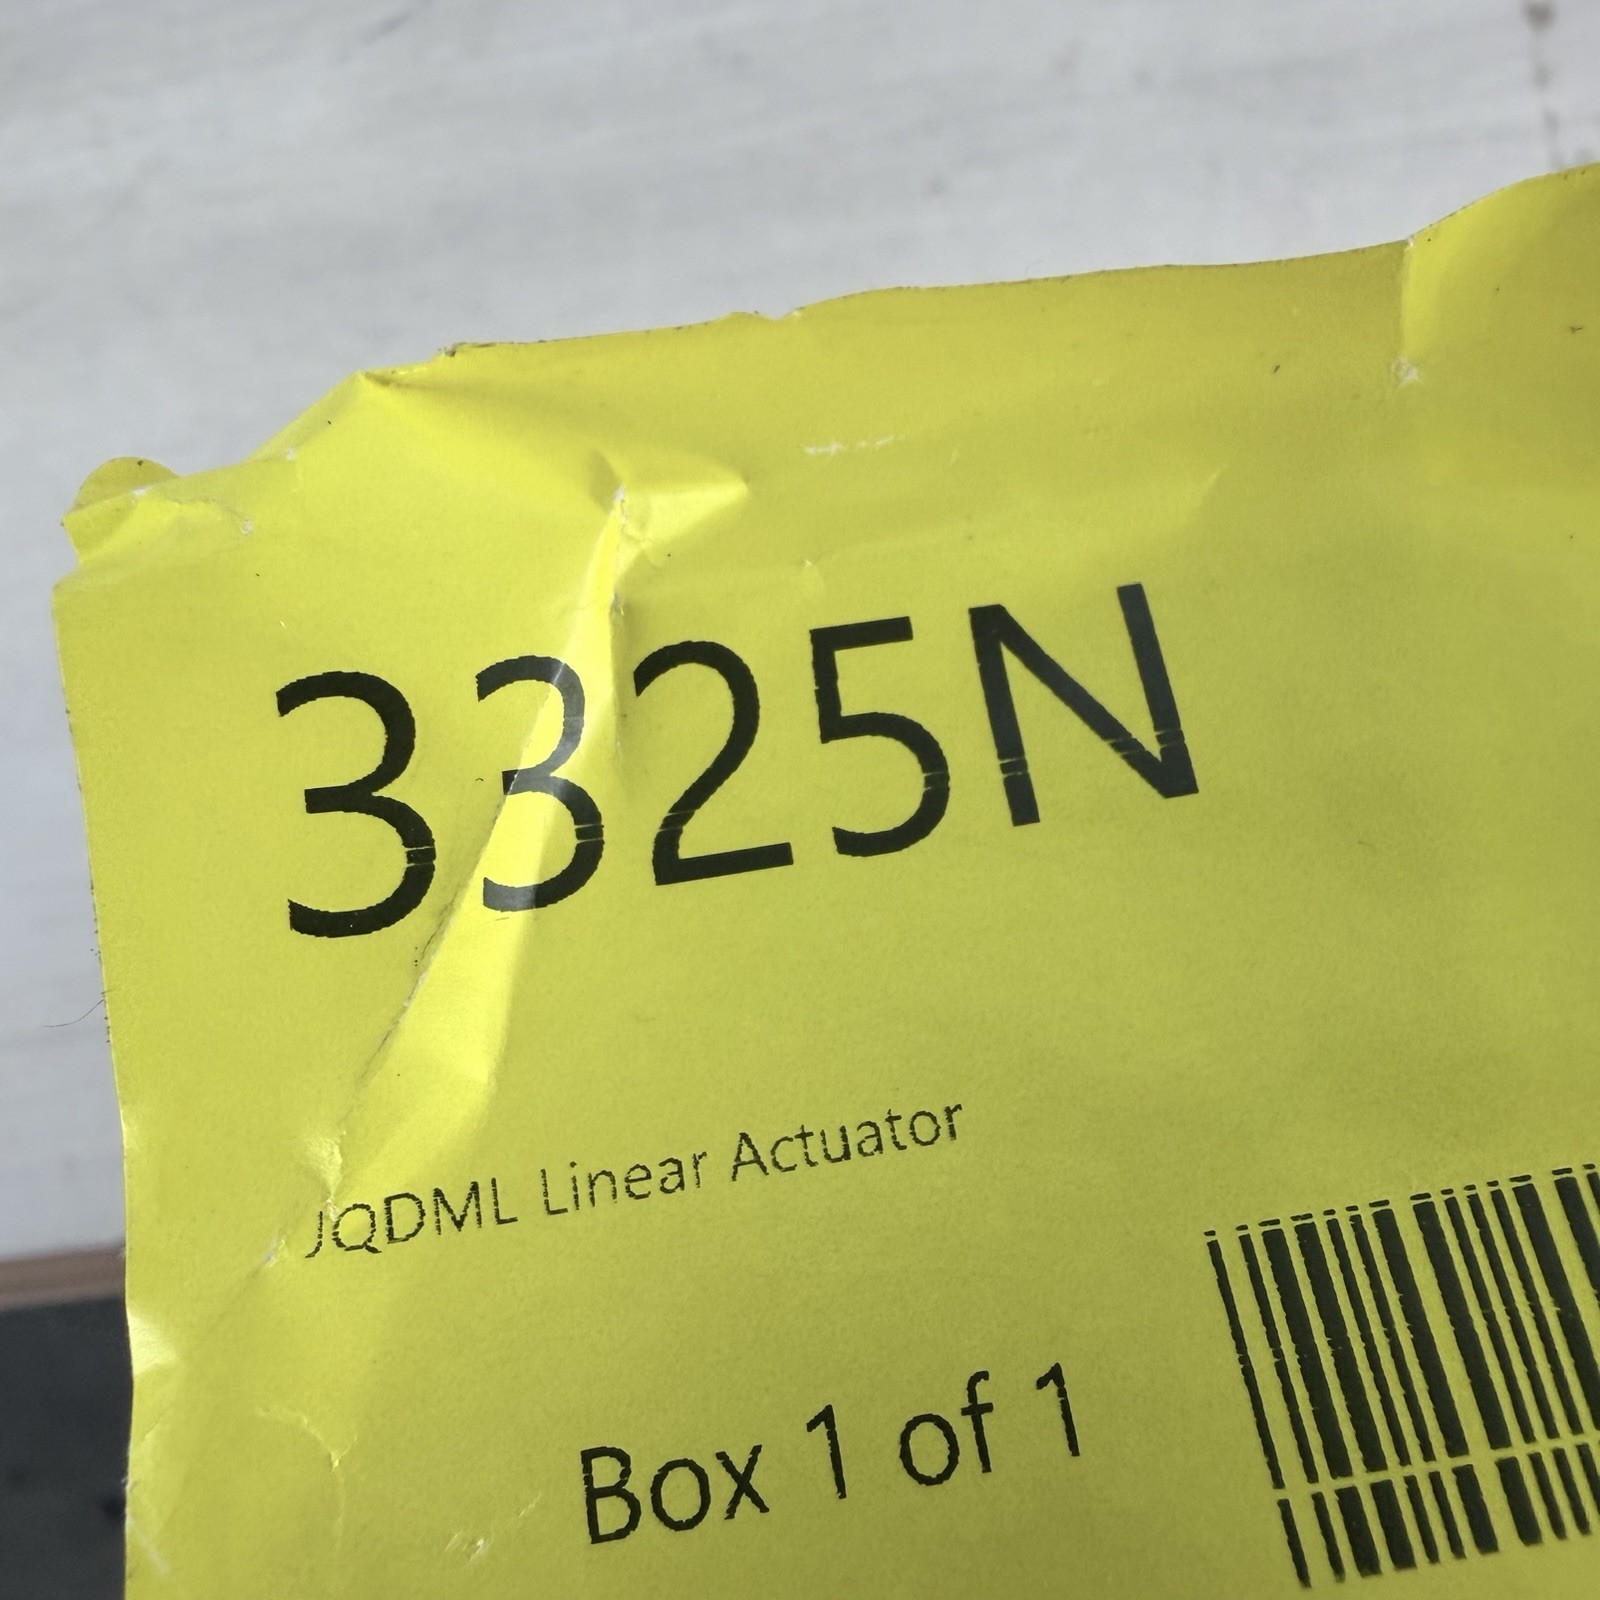 3325N
JQDML Linear Actuator
Box 1 of 1